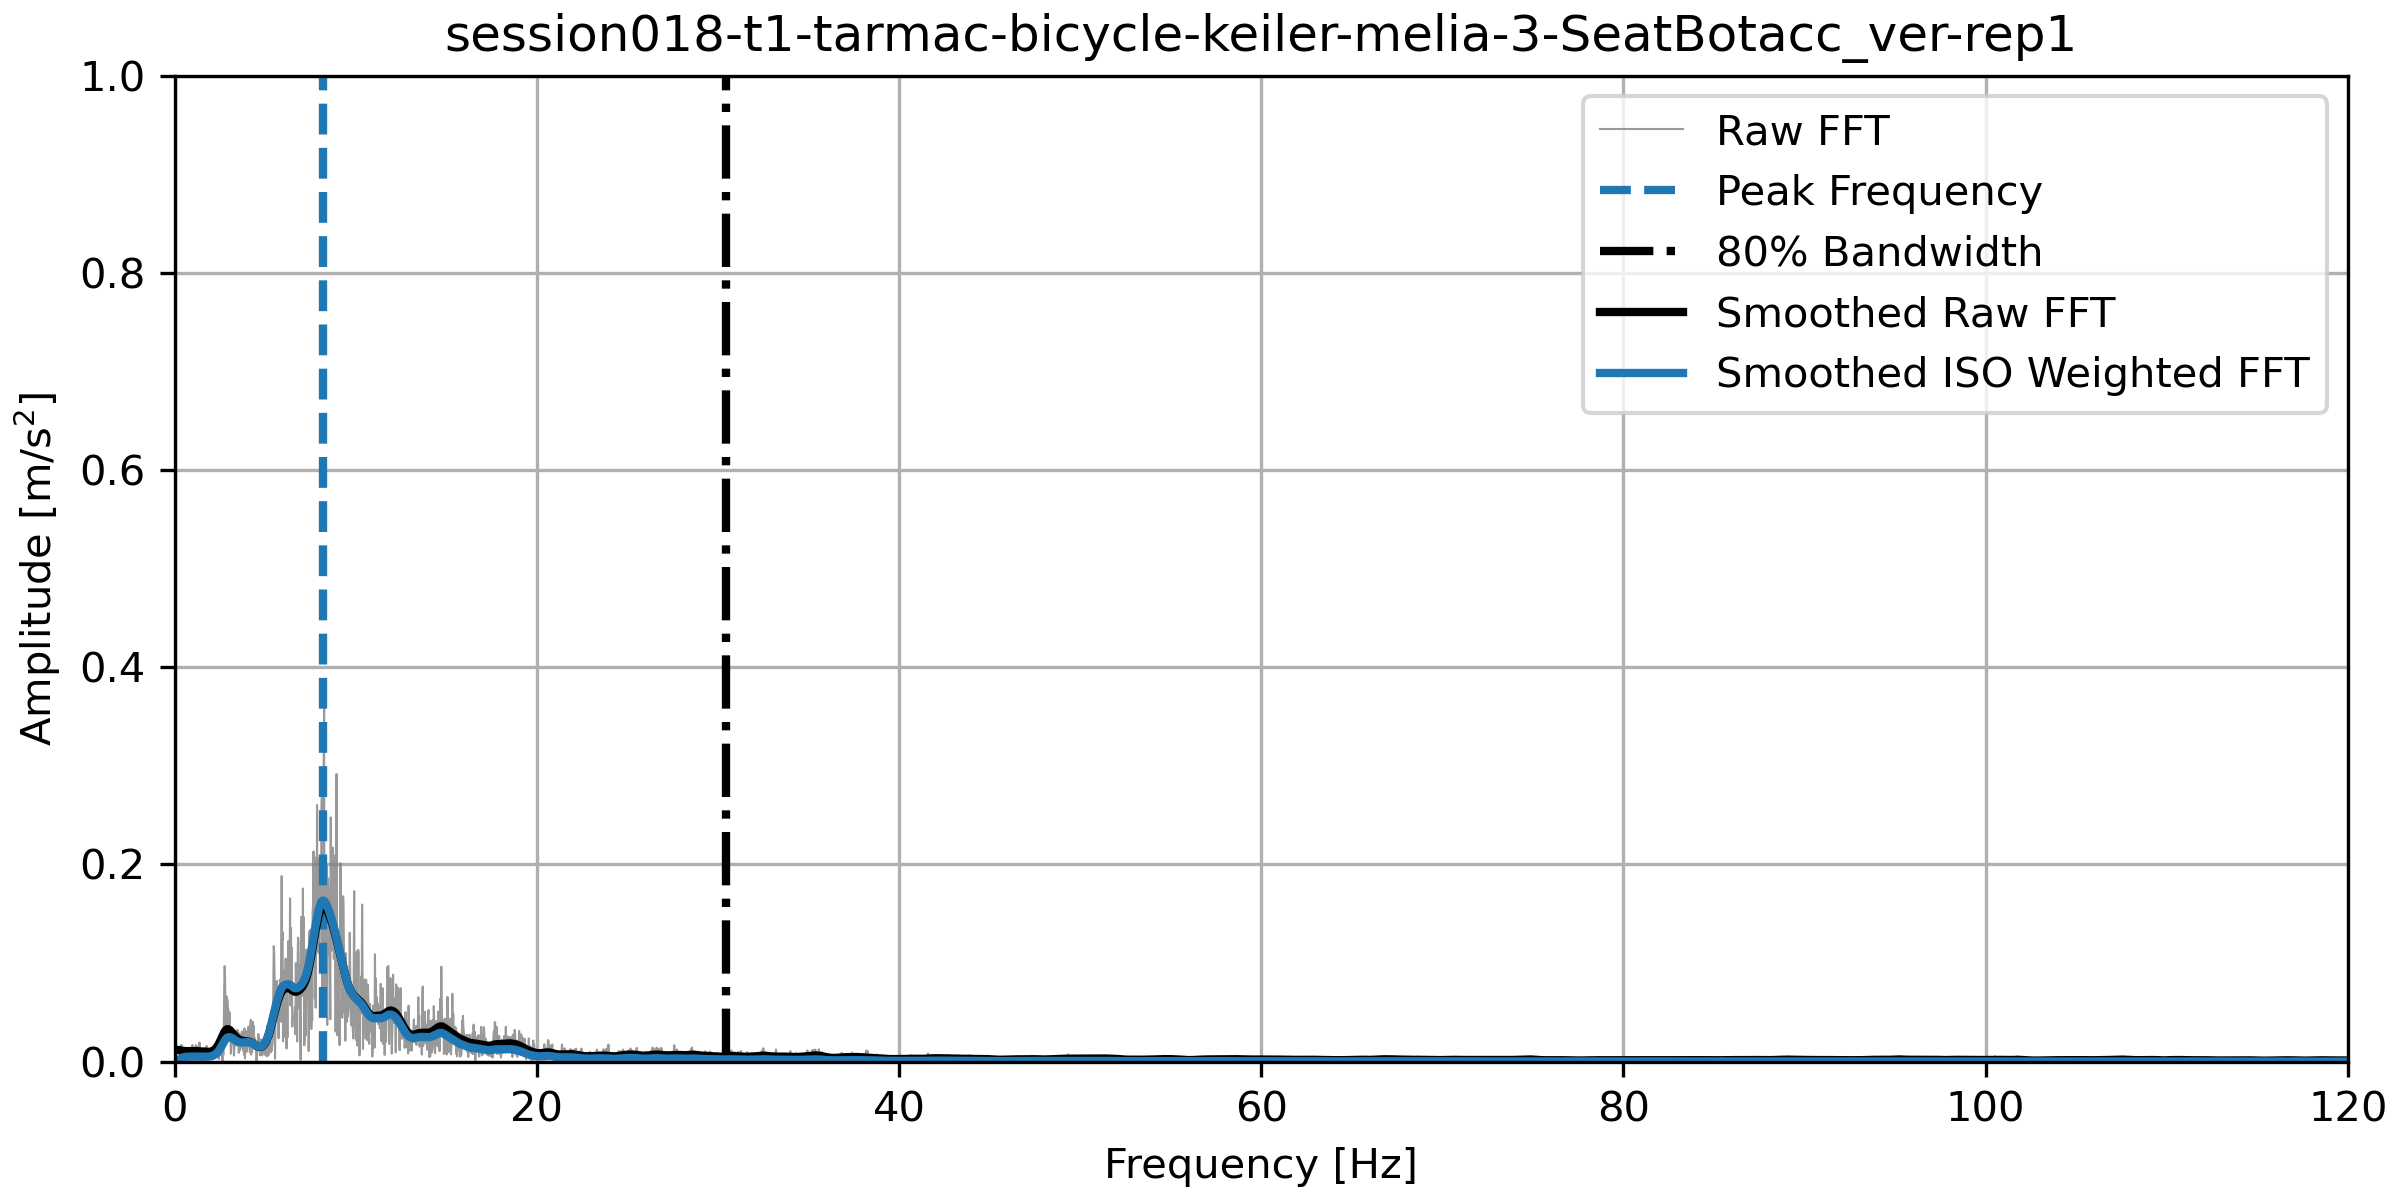 session018-t1-tarmac-bicycle-keiler-melia-3-SeatBotacc_ver-rep1
1.0
0.8
0.6
0.4
0.2
0.0
Amplitude [m/s²]
Raw FFT
Peak Frequency
80% Bandwidth
Smoothed Raw FFT
Smoothed ISO Weighted FFT
0 20 40 60 80 100 120
Frequency [Hz]